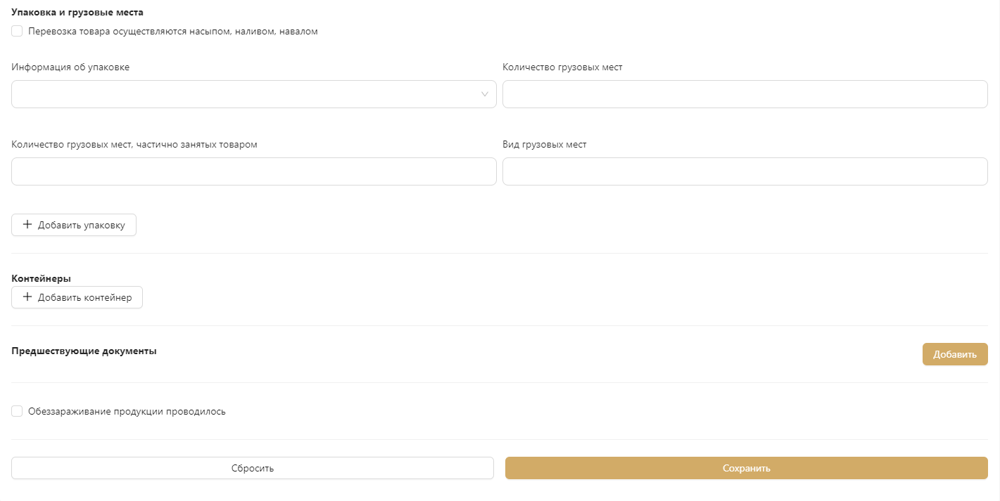 Упаковка и грузовые места
Перевозка товара осуществляются насыпом, наливом, навалом
Информация об упаковке
Количество грузовых мест
Количество грузовых мест, частично занятых товаром
Вид грузовых мест
Добавить упаковку
Контейнеры
Добавить контейнер
Предшествующие документы
Добавить
Обеззараживание продукции проводилось
Сбросить
Сохранить